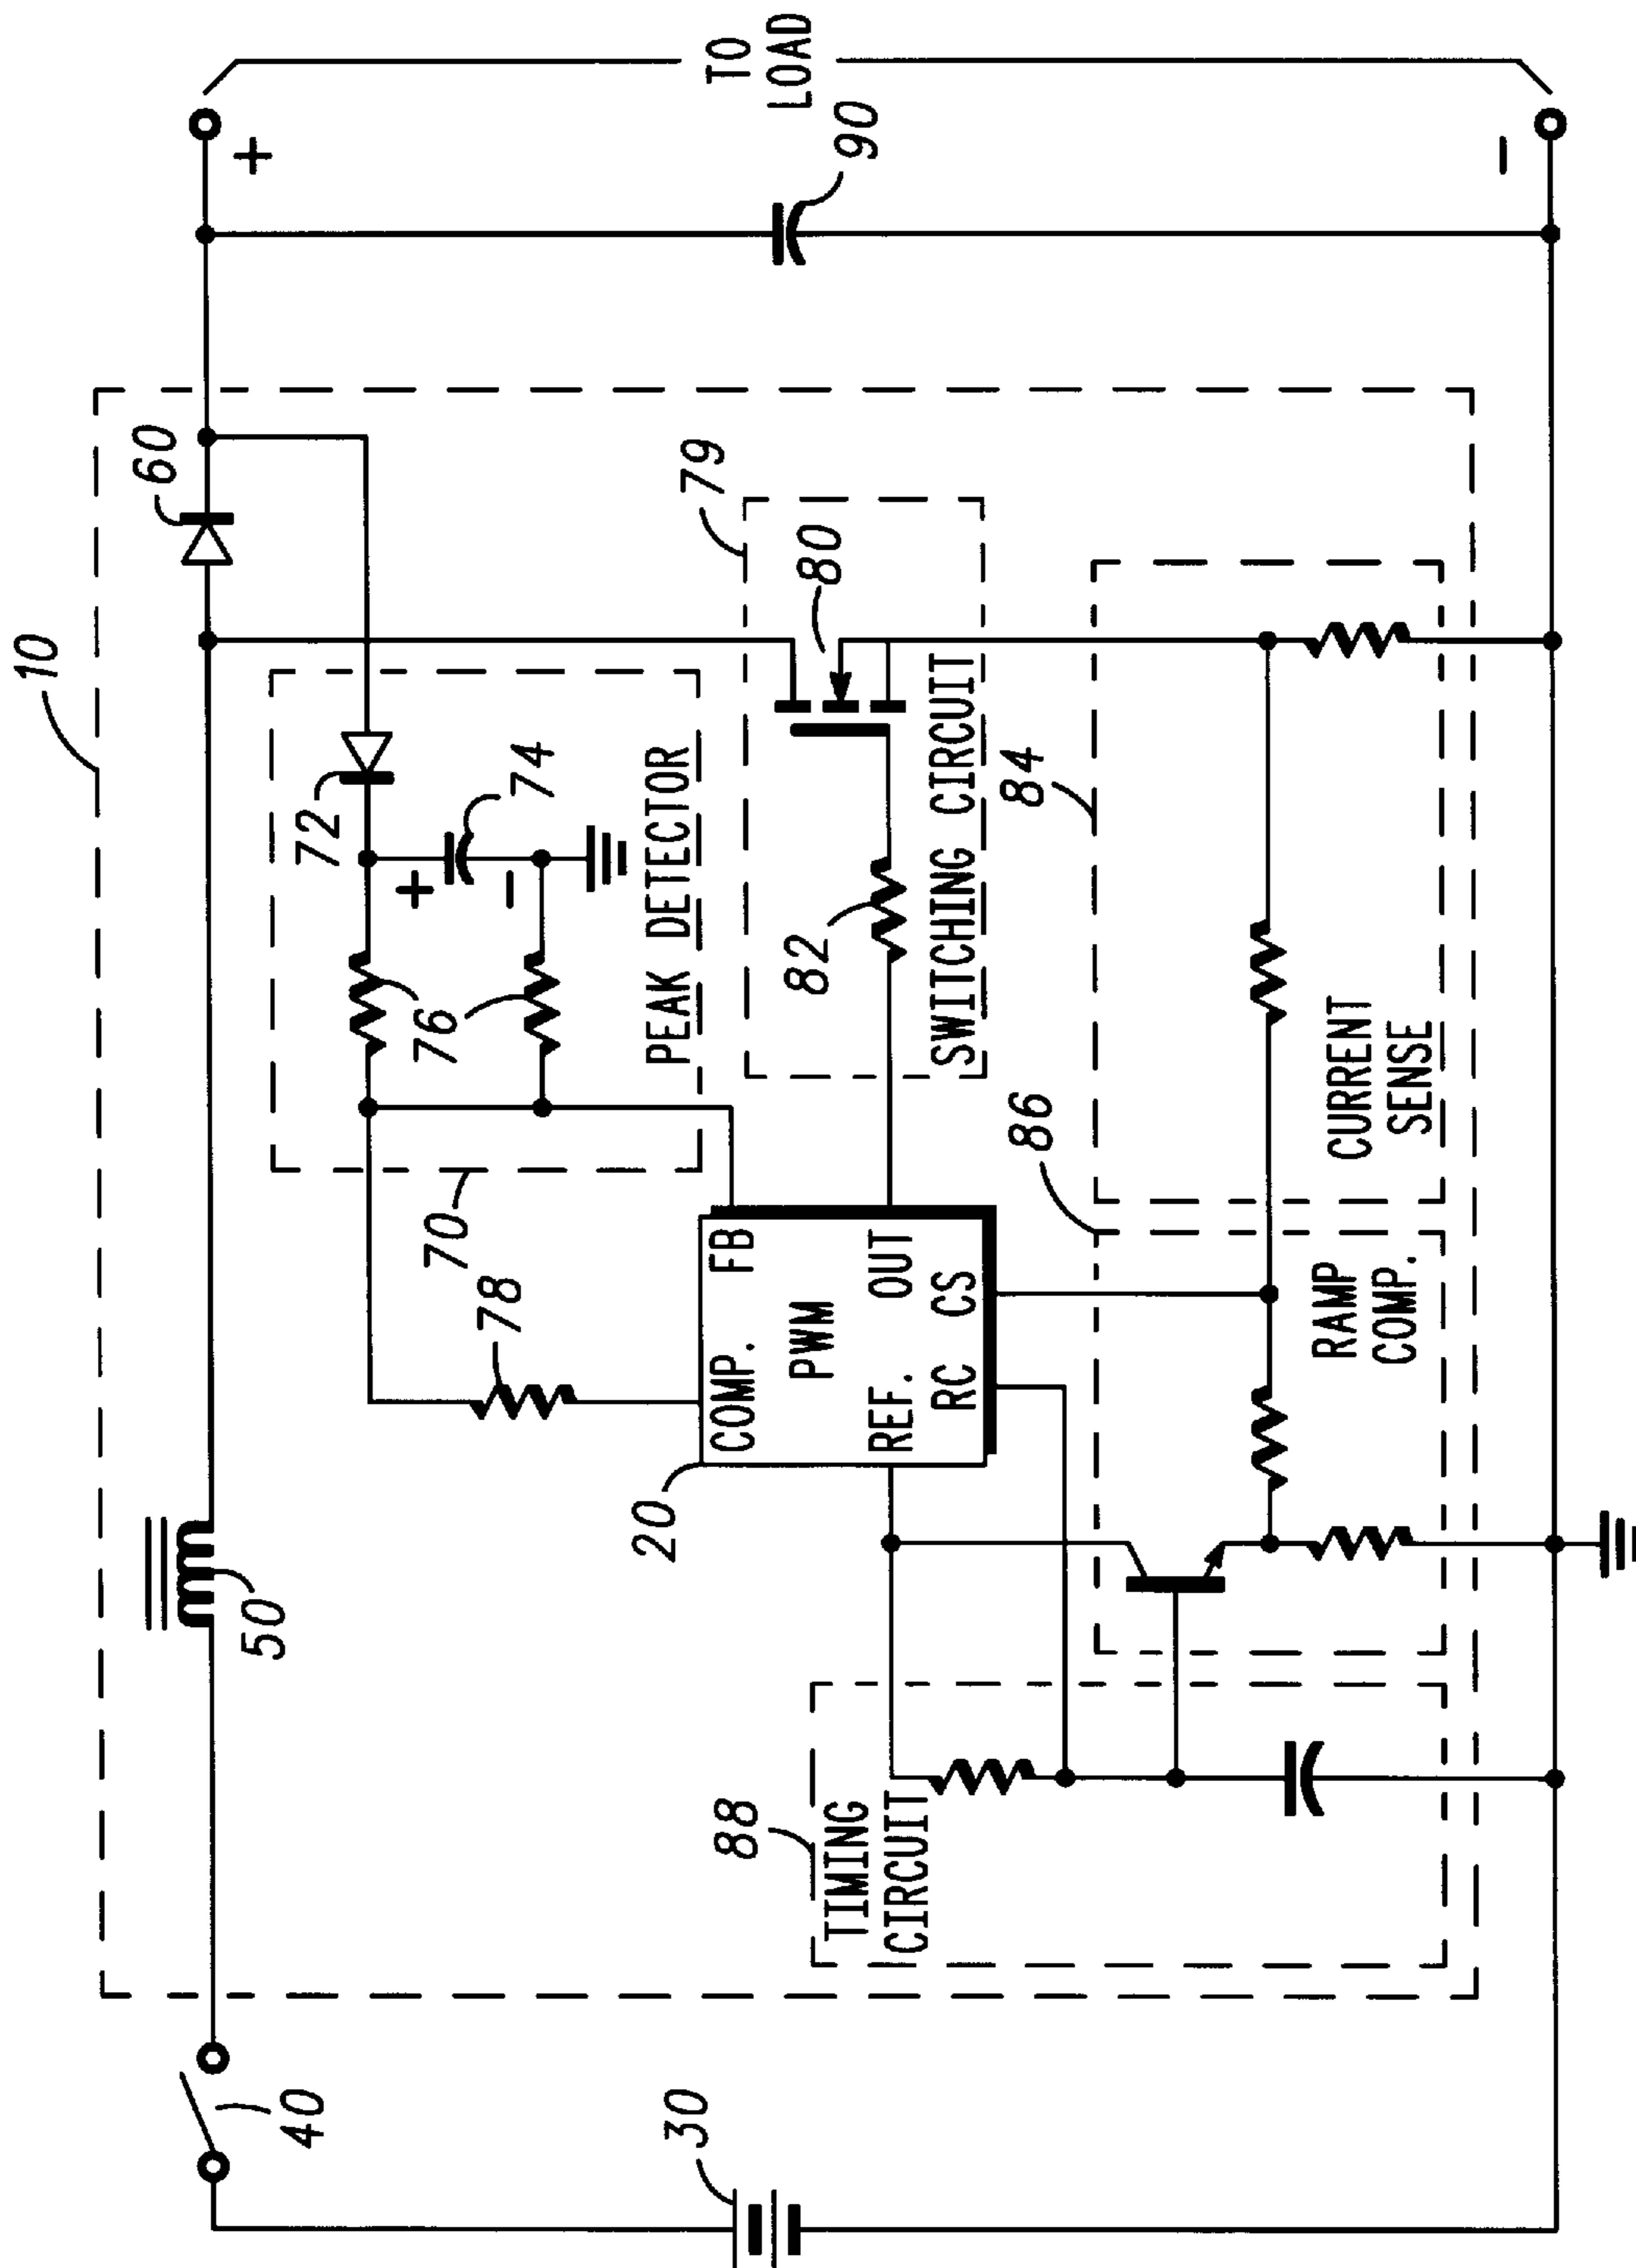 10
60
+
TO
LOAD
90
-
72
74
+
-
76
PEAK DETECTOR
70
78
79
80
82
SWITCHING CIRCUIT
50
20
COMP.
FB
PWM
REF.
OUT
RC
CS
84
CURRENT
SENSE
86
RAMP
COMP.
88
TIMING
CIRCUIT
40
30